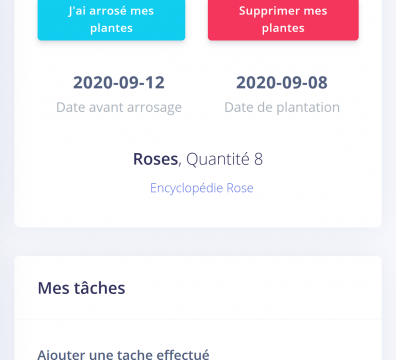 J'ai arrosé mes
plantes
Supprimer mes
plantes
2020-09-12
Date avant arrosage
2020-09-08
Date de plantation
Roses, Quantité 8
Encyclopédie Rose
Mes tâches
Ajouter une tache effectué